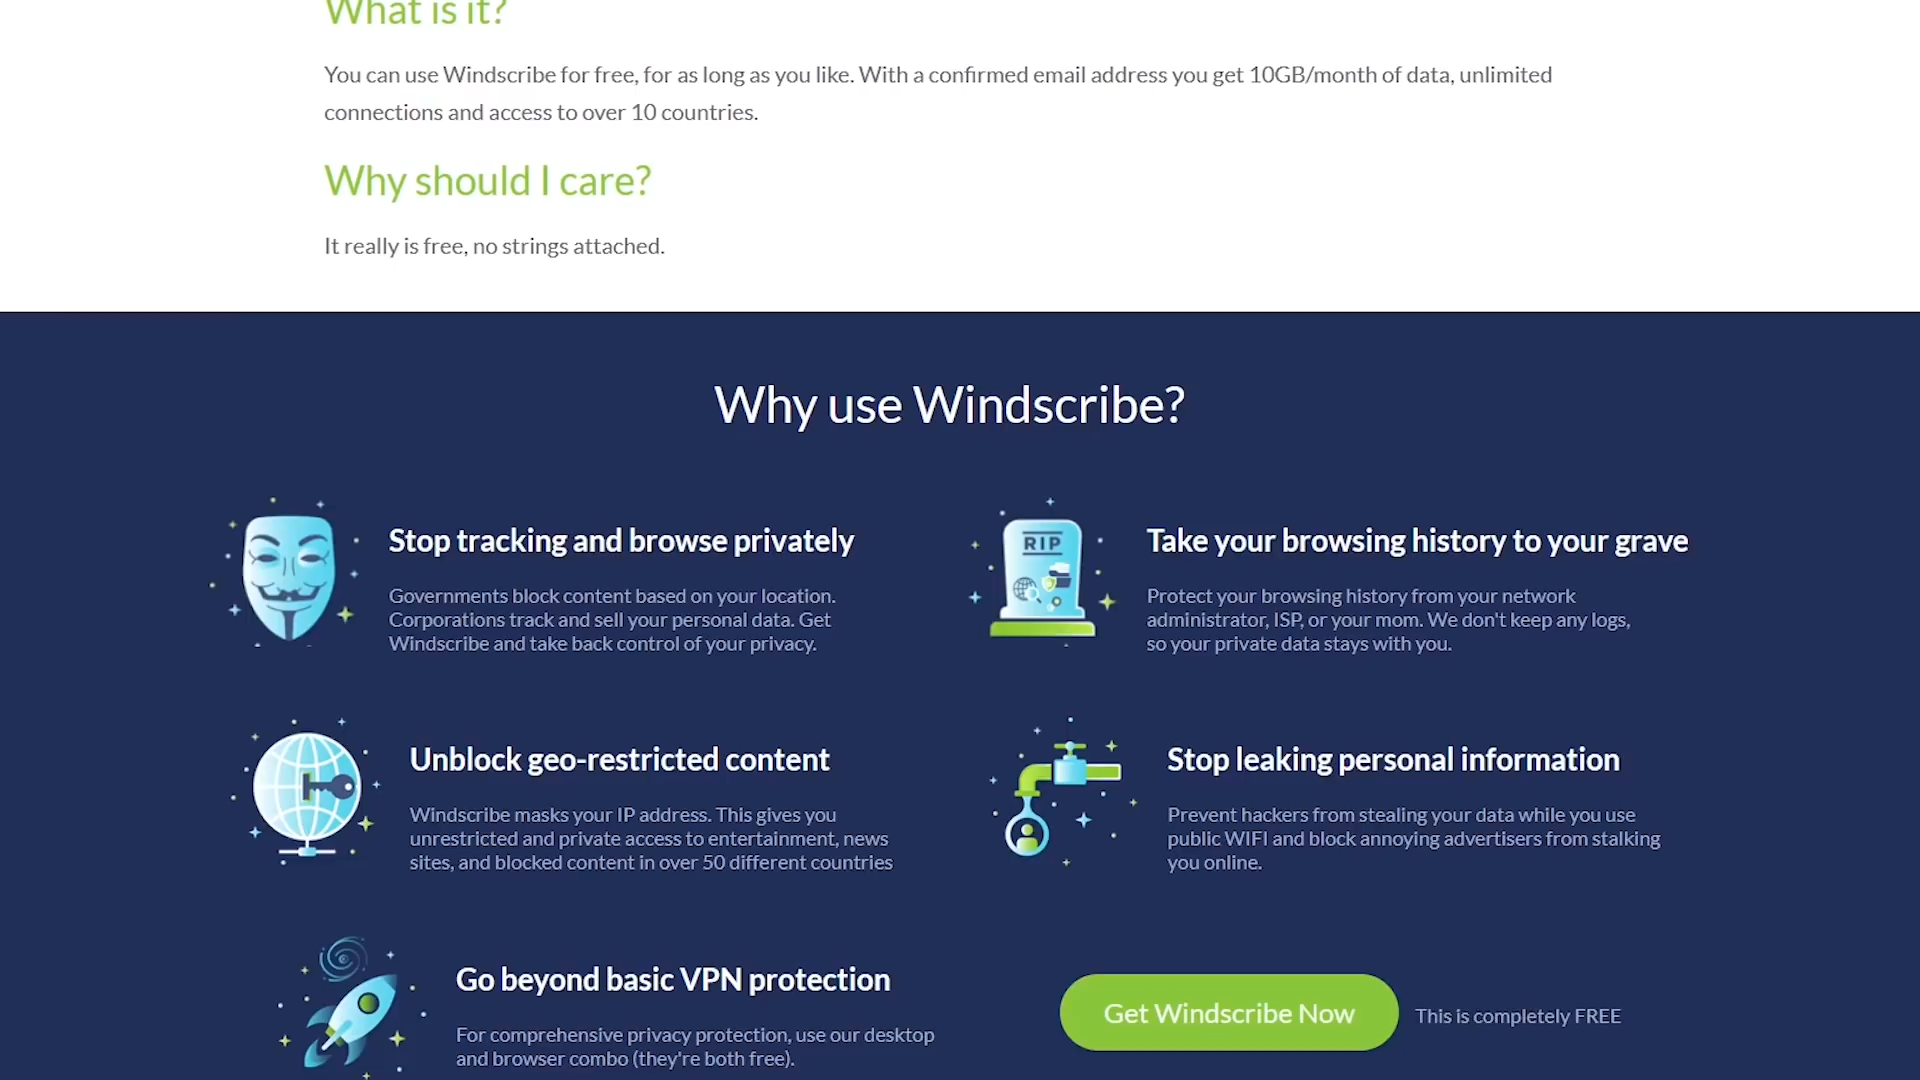 What is it?
You can use Windscribe for free, for as long as you like. With a confirmed email address you get 10GB/month of data, unlimited
connections and access to over 10 countries.
Why should I care?
It really is free, no strings attached.
Why use Windscribe?
Stop tracking and browse privately
Governments block content based on your location.
Corporations track and sell your personal data. Get
Windscribe and take back control of your privacy.
RIP
Take your browsing history to your grave
Protect your browsing history from your network
administrator, ISP, or your mom. We don't keep any logs,
so your private data stays with you.
Unblock geo-restricted content
Windscribe masks your IP address. This gives you
unrestricted and private access to entertainment, news
sites, and blocked content in over 50 different countries
Stop leaking personal information
Prevent hackers from stealing your data while you use
public WIFI and block annoying advertisers from stalking
you online.
Go beyond basic VPN protection
For comprehensive privacy protection, use our desktop
and browser combo (they're both free).
Get Windscribe Now
This is completely FREE